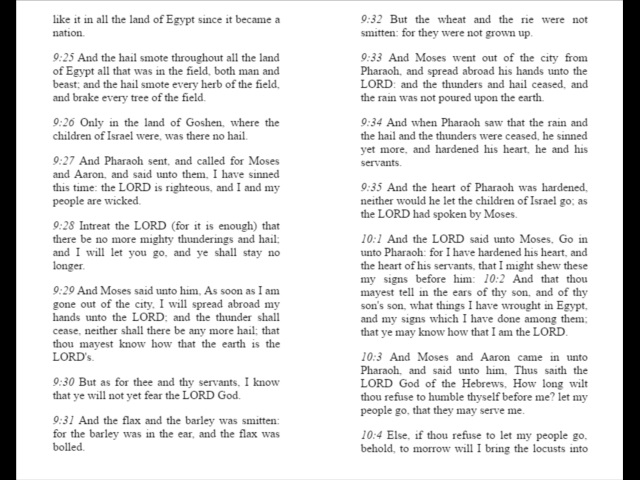 like it in all the land of Egypt since it became a
nation.
9:25 And the hail smote throughout all the land
of Egypt all that was in the field, both man and
beast; and the hail smote every herb of the field,
and brake every tree of the field.
9:26 Only in the land of Goshen, where the
children of Israel were, was there no hail.
9:27 And Pharaoh sent, and called for Moses
and Aaron, and said unto them, I have sinned
this time: the LORD is righteous, and I and my
people are wicked.
9:28 Intreat the LORD (for it is enough) that
there be no more mighty thunderings and hail;
and I will let you go, and ye shall stay no
longer.
9:29 And Moses said unto him, As soon as I am
gone out of the city, I will spread abroad my
hands unto the LORD; and the thunder shall
cease, neither shall there be any more hail; that
thou mayest know how that the earth is the
LORD's.
9:30 But as for thee and thy servants, I know
that ye will not yet fear the LORD God.
9:31 And the flax and the barley was smitten:
for the barley was in the ear, and the flax was
bolled.
9:32 But the wheat and the rie were not
smitten: for they were not grown up.
9:33 And Moses went out of the city from
Pharaoh, and spread abroad his hands unto the
LORD: and the thunders and hail ceased, and
the rain was not poured upon the earth.
9:34 And when Pharaoh saw that the rain and
the hail and the thunders were ceased, he sinned
yet more, and hardened his heart, he and his
servants.
9:35 And the heart of Pharaoh was hardened,
neither would he let the children of Israel go; as
the LORD had spoken by Moses.
10:1 And the LORD said unto Moses, Go in
unto Pharaoh: for I have hardened his heart, and
the heart of his servants, that I might shew these
my signs before him: 10:2 And that thou
mayest tell in the ears of thy son, and of thy
son's son, what things I have wrought in Egypt,
and my signs which I have done among them;
that ye may know how that I am the LORD.
10:3 And Moses and Aaron came in unto
Pharaoh, and said unto him, Thus saith the
LORD God of the Hebrews, How long wilt
thou refuse to humble thyself before me? let my
people go, that they may serve me.
10:4 Else, if thou refuse to let my people go,
behold, to morrow will I bring the locusts into